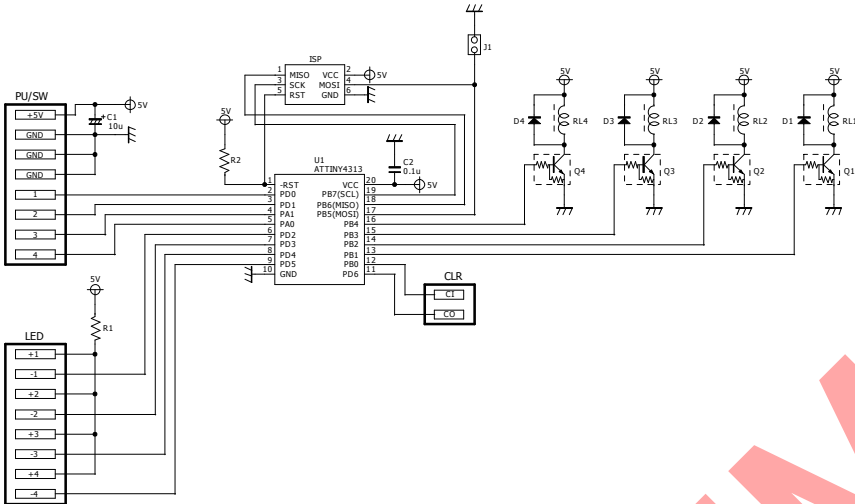 J1
ISP
1 MISO VCC 2 5V
3 SCK MOSI 4
5 RST GND 6
5V 5V 5V 5V
D4 RL4 D3 RL3 D2 RL2 D1 RL1
Q4 Q3 Q2 Q1
PU/SW
+5V
GND
GND
GND
1
2
3
4
5V
+C1
10u
5V
R2
C2
0.1u
5V
U1
ATTINY4313
1 -RST VCC 20
2 PD0 PB7(SCL) 19
3 PD1 PB6(MISO) 18
4 PA1 PB5(MOSI) 17
5 PA0 PB4 16
6 PD2 PB3 15
7 PD3 PB2 14
8 PD4 PB1 13
9 PD5 PB0 12
10 GND PD6 11
CLR
CI
CO
5V
R1
LED
+1
-1
+2
-2
+3
-3
+4
-4